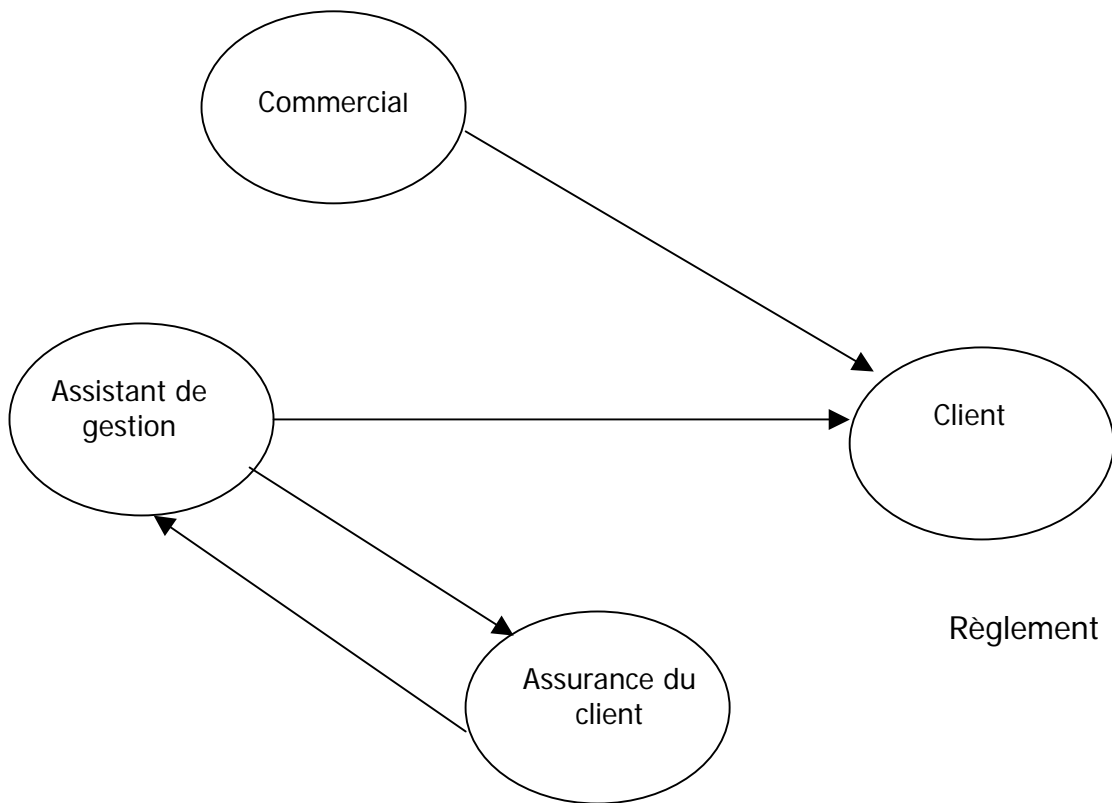 Commercial
Assistant de
gestion
Client
Règlement
Assurance du
client